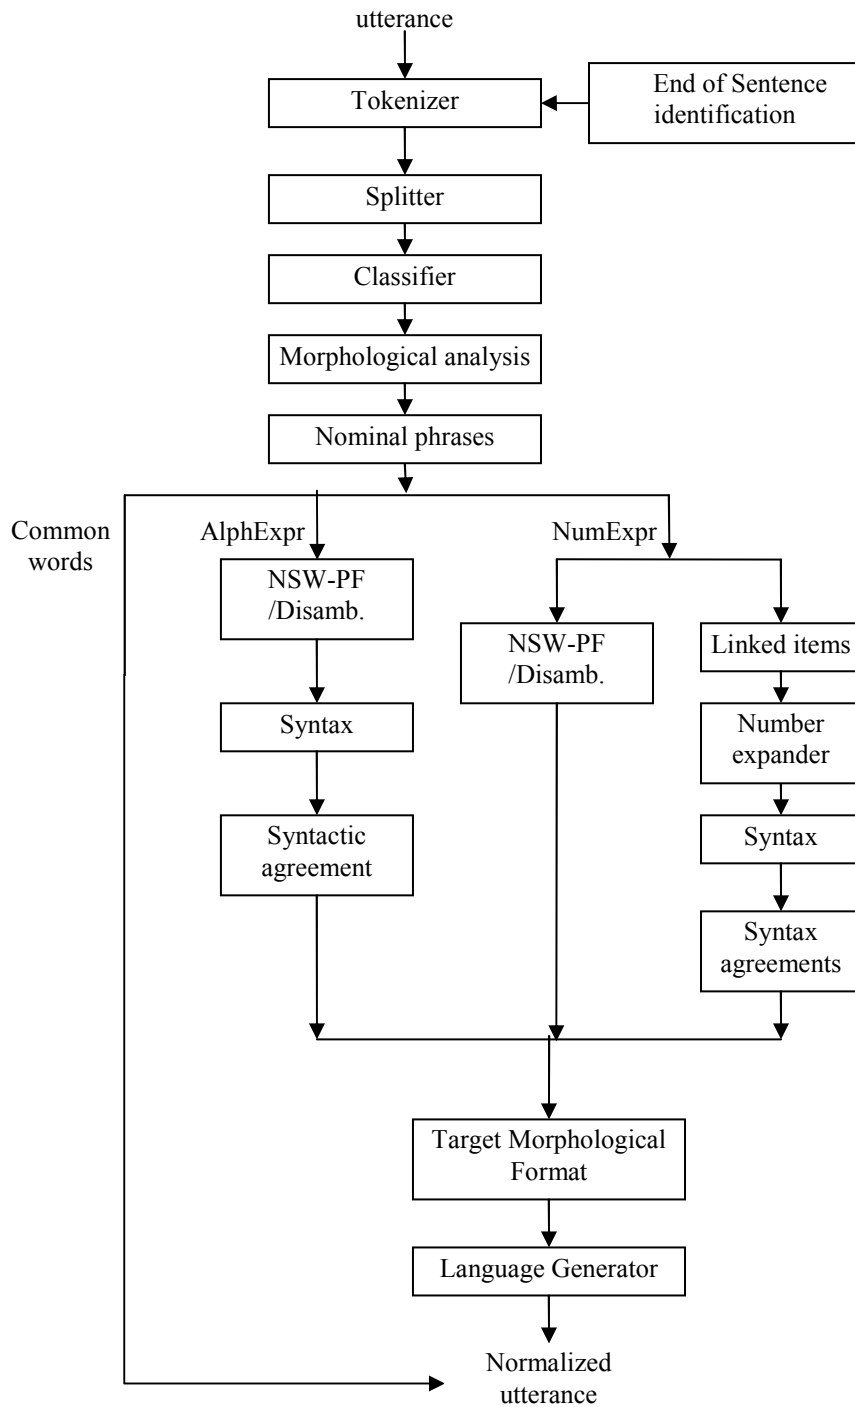 utterance
Tokenizer
End of Sentence
identification
Splitter
Classifier
Morphological analysis
Nominal phrases
Common
words
AlphExpr
NumExpr
NSW-PF
/Disamb.
NSW-PF
/Disamb.
Linked items
Syntax
Number
expander
Syntactic
agreement
Syntax
Syntax
agreements
Target Morphological
Format
Language Generator
Normalized
utterance